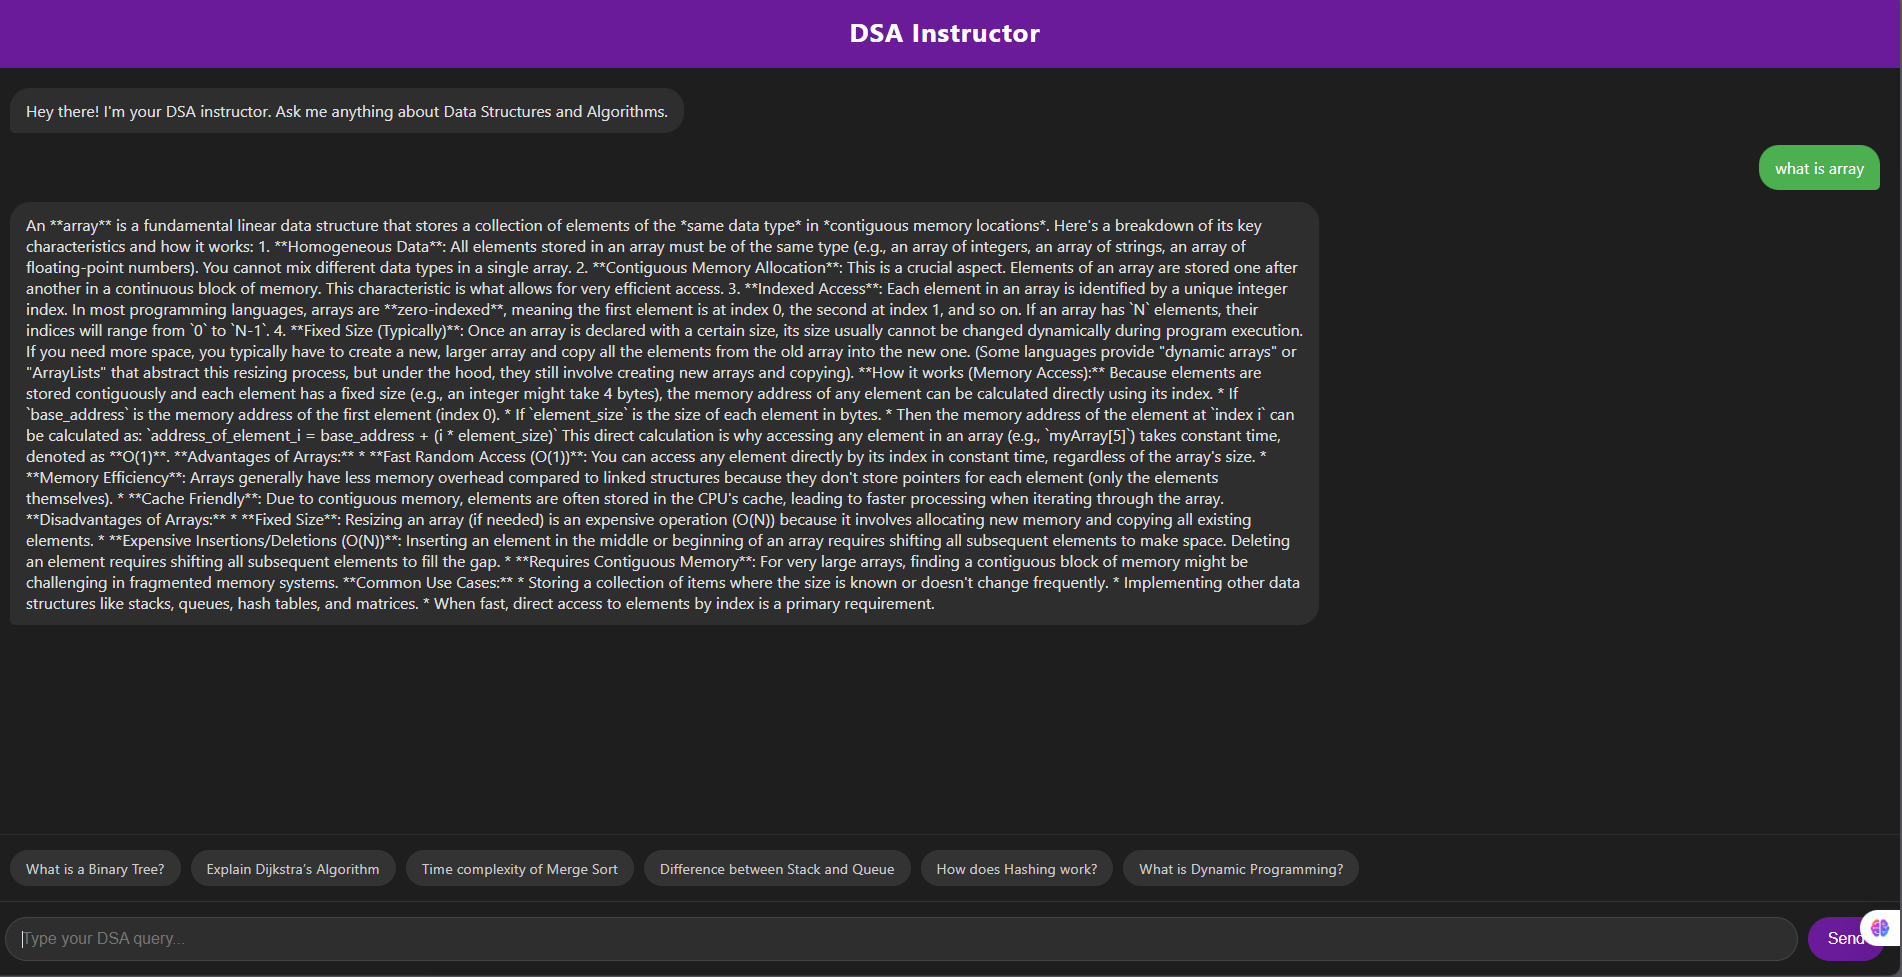 DSA Instructor
Hey there! I'm your DSA instructor. Ask me anything about Data Structures and Algorithms.
what is array
An **array** is a fundamental linear data structure that stores a collection of elements of the *same data type* in *contiguous memory locations*. Here's a breakdown of its key
characteristics and how it works: 1. **Homogeneous Data**: All elements stored in an array must be of the same type (e.g., an array of integers, an array of strings, an array of
floating-point numbers). You cannot mix different data types in a single array. 2. **Contiguous Memory Allocation**: This is a crucial aspect. Elements of an array are stored one after
another in a continuous block of memory. This characteristic is what allows for very efficient access. 3. **Indexed Access**: Each element in an array is identified by a unique integer
index. In most programming languages, arrays are **zero-indexed**, meaning the first element is at index 0, the second at index 1, and so on. If an array has `N` elements, their
indices will range from `0` to `N-1`. 4. **Fixed Size (Typically)**: Once an array is declared with a certain size, its size usually cannot be changed dynamically during program execution.
If you need more space, you typically have to create a new, larger array and copy all the elements from the old array into the new one. (Some languages provide "dynamic arrays" or
"ArrayLists" that abstract this resizing process, but under the hood, they still involve creating new arrays and copying). **How it works (Memory Access):** Because elements are
stored contiguously and each element has a fixed size (e.g., an integer might take 4 bytes), the memory address of any element can be calculated directly using its index. * If
`base_address` is the memory address of the first element (index 0). * If `element_size` is the size of each element in bytes. * Then the memory address of the element at `index i` can
be calculated as: `address_of_element_i = base_address + (i * element_size)` This direct calculation is why accessing any element in an array (e.g., `myArray[5]`) takes constant time,
denoted as **O(1)**. **Advantages of Arrays:** * **Fast Random Access (O(1))**: You can access any element directly by its index in constant time, regardless of the array's size. *
**Memory Efficiency**: Arrays generally have less memory overhead compared to linked structures because they don't store pointers for each element (only the elements
themselves). * **Cache Friendly**: Due to contiguous memory, elements are often stored in the CPU's cache, leading to faster processing when iterating through the array.
**Disadvantages of Arrays:** * **Fixed Size**: Resizing an array (if needed) is an expensive operation (O(N)) because it involves allocating new memory and copying all existing
elements. * **Expensive Insertions/Deletions (O(N))**: Inserting an element in the middle or beginning of an array requires shifting all subsequent elements to make space. Deleting
an element requires shifting all subsequent elements to fill the gap. * **Requires Contiguous Memory**: For very large arrays, finding a contiguous block of memory might be
challenging in fragmented memory systems. **Common Use Cases:** * Storing a collection of items where the size is known or doesn't change frequently. * Implementing other data
structures like stacks, queues, hash tables, and matrices. * When fast, direct access to elements by index is a primary requirement.
What is a Binary Tree?
Explain Dijkstra's Algorithm
Time complexity of Merge Sort
Difference between Stack and Queue
How does Hashing work?
What is Dynamic Programming?
Type your DSA query...
Send